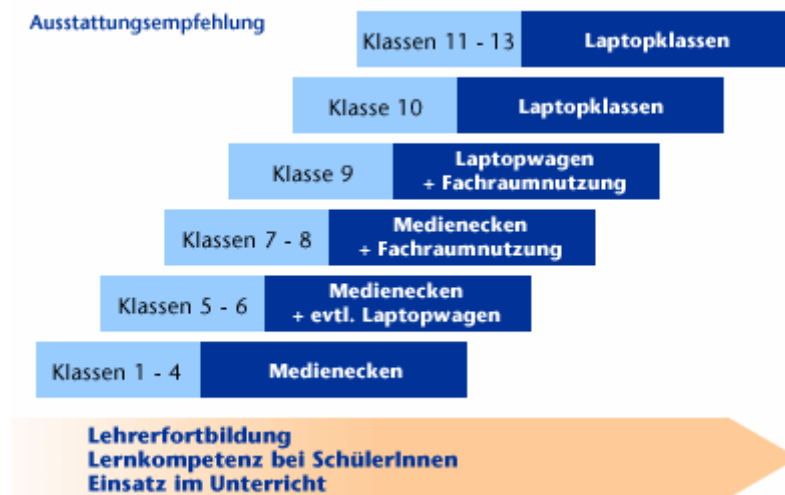 Ausstattungsempfehlung
Klassen 11 - 13
Laptopklassen
Klasse 10
Laptopklassen
Klasse 9
Laptopwagen
+ Fachraumnutzung
Klassen 7 - 8
Medienecken
+ Fachraumnutzung
Klassen 5 - 6
Medienecken
+ evtl. Laptopwagen
Klassen 1 - 4
Medienecken
Lehrerfortbildung
Lernkompetenz bei SchülerInnen
Einsatz im Unterricht